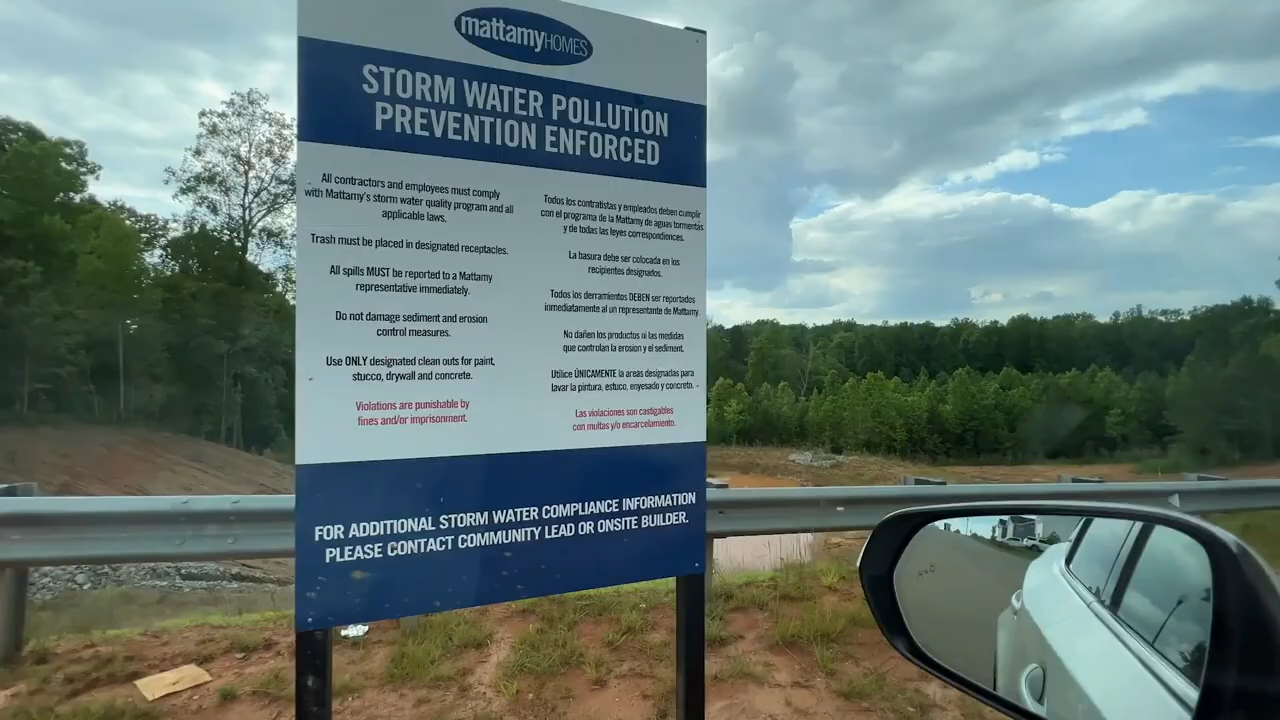 mattamyHOMES
STORM WATER POLLUTION
PREVENTION ENFORCED
All contractors and employees must comply
with Mattamy's storm water quality program and all
applicable laws.
Trash must be placed in designated receptacles.
All spills MUST be reported to a Mattamy
representative immediately.
Do not damage sediment and erosion
control measures.
Use ONLY designated clean outs for paint,
stucco, drywall and concrete.
Violations are punishable by
fines and/or imprisonment.
Todos los contratistas y empleados deben cumplir
con el programa de la Mattamy de aguas tormentas
y de todas las leyes correspondiences.
La basura debe ser colocada en los
recipientes designados.
Todos los derramientos DEBEN ser reportados
inmediatamente al un representante de Mattamy.
No dañen los productos ni las medidas
que controlan la erosion y el sediment.
Utilice ÚNICAMENTE la areas designadas para
lavar la pintura, estuco, enyesado y concreto.
Las violaciones son castigables
con multas y/o encarcelamiento.
FOR ADDITIONAL STORM WATER COMPLIANCE INFORMATION
PLEASE CONTACT COMMUNITY LEAD OR ONSITE BUILDER.